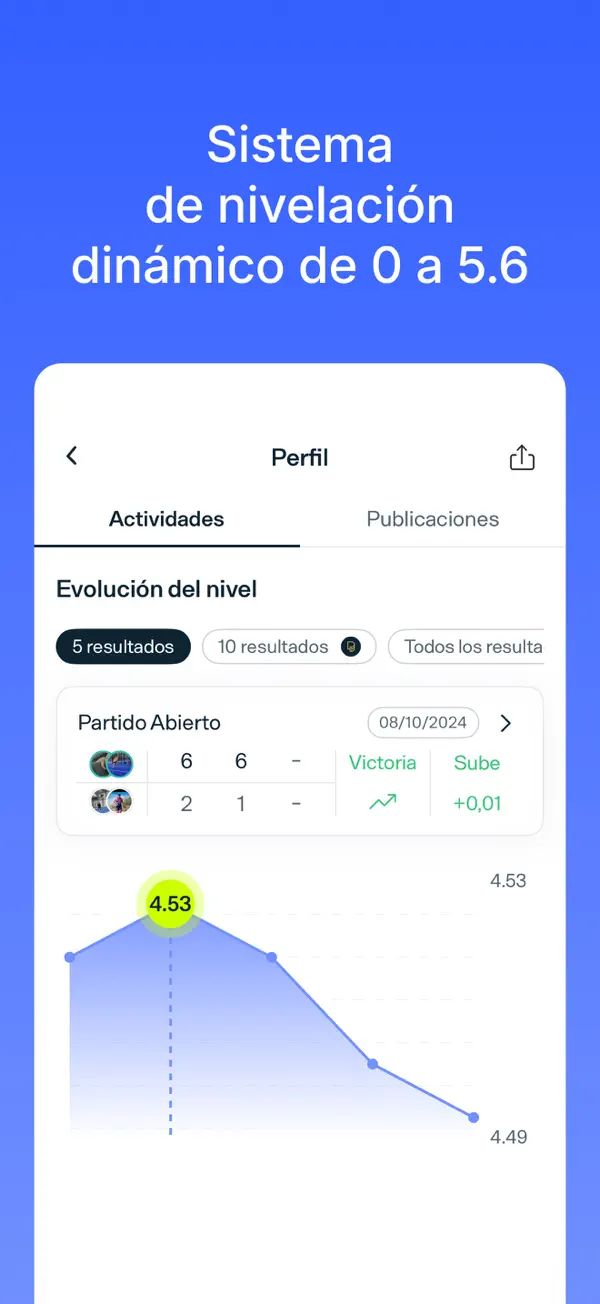 Sistema
de nivelación
dinámico de 0 a 5.6
Perfil
Actividades Publicaciones
Evolución del nivel
5 resultados 10 resultados Todos los resulta
Partido Abierto 08/10/2024
6 6 - Victoria Sube
2 1 - +0,01
4.53
4.53
4.49